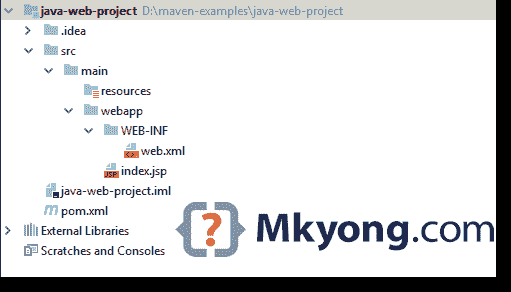 java-web-project D:\maven-examples\java-web-project
.idea
src
main
resources
webapp
WEB-INF
web.xml
index.jsp
java-web-project.iml
pom.xml
External Libraries
Scratches and Consoles
{?} Mkyong.com